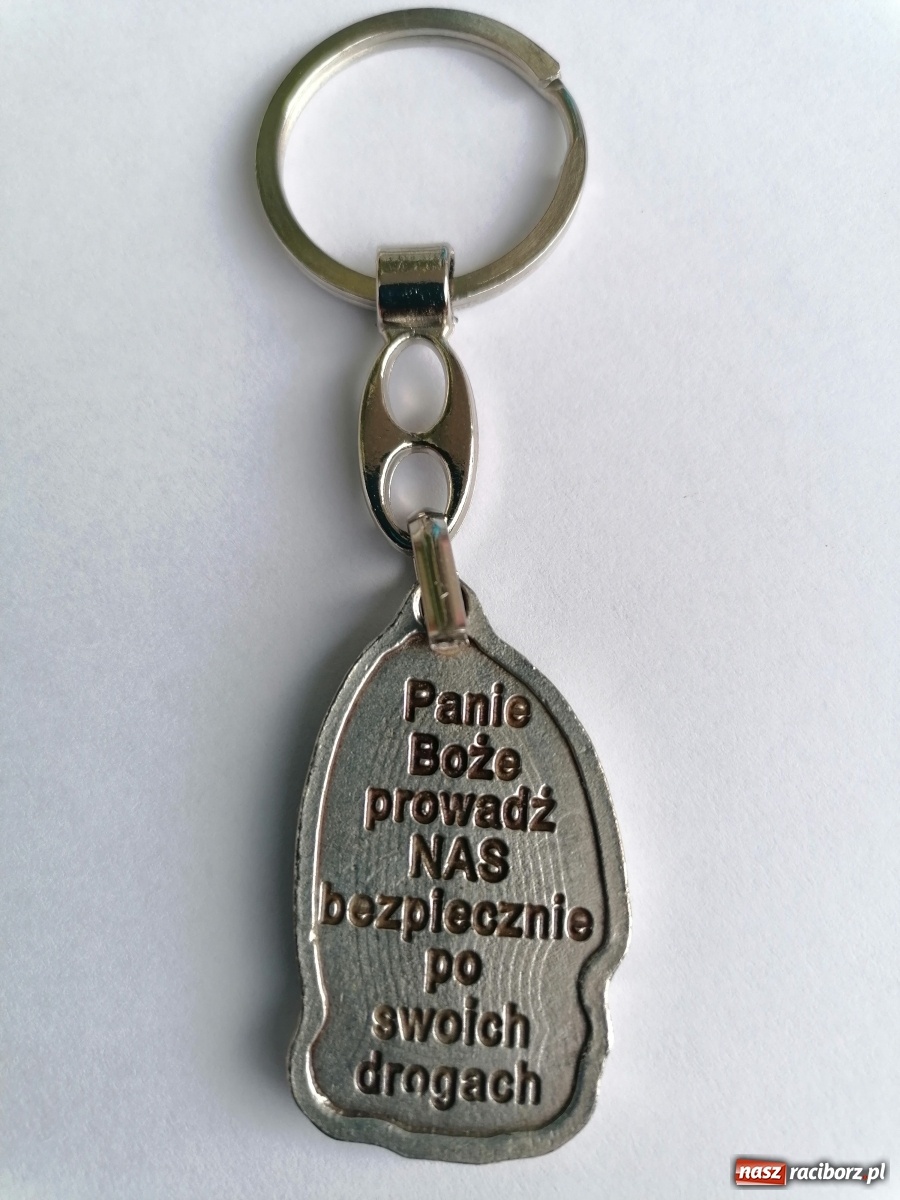 Panie
Boże
prowadź
NAS
bezpiecznie
po
swoich
drogach
nasz raciborz.pl